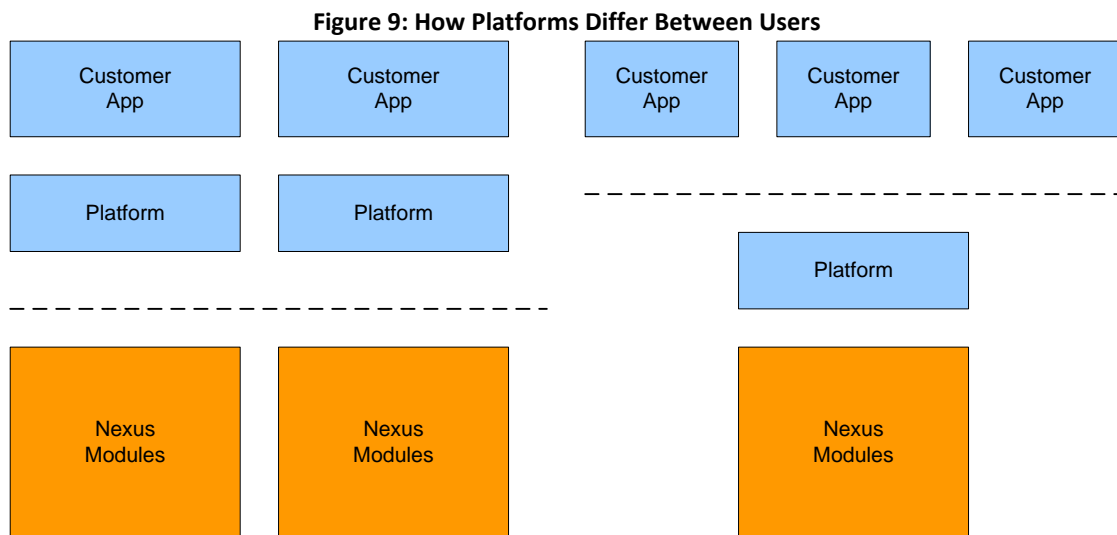 Figure 9: How Platforms Differ Between Users
Customer
App
Customer
App
Customer
App
Customer
App
Customer
App
Platform
Platform
Platform
Nexus
Modules
Nexus
Modules
Nexus
Modules